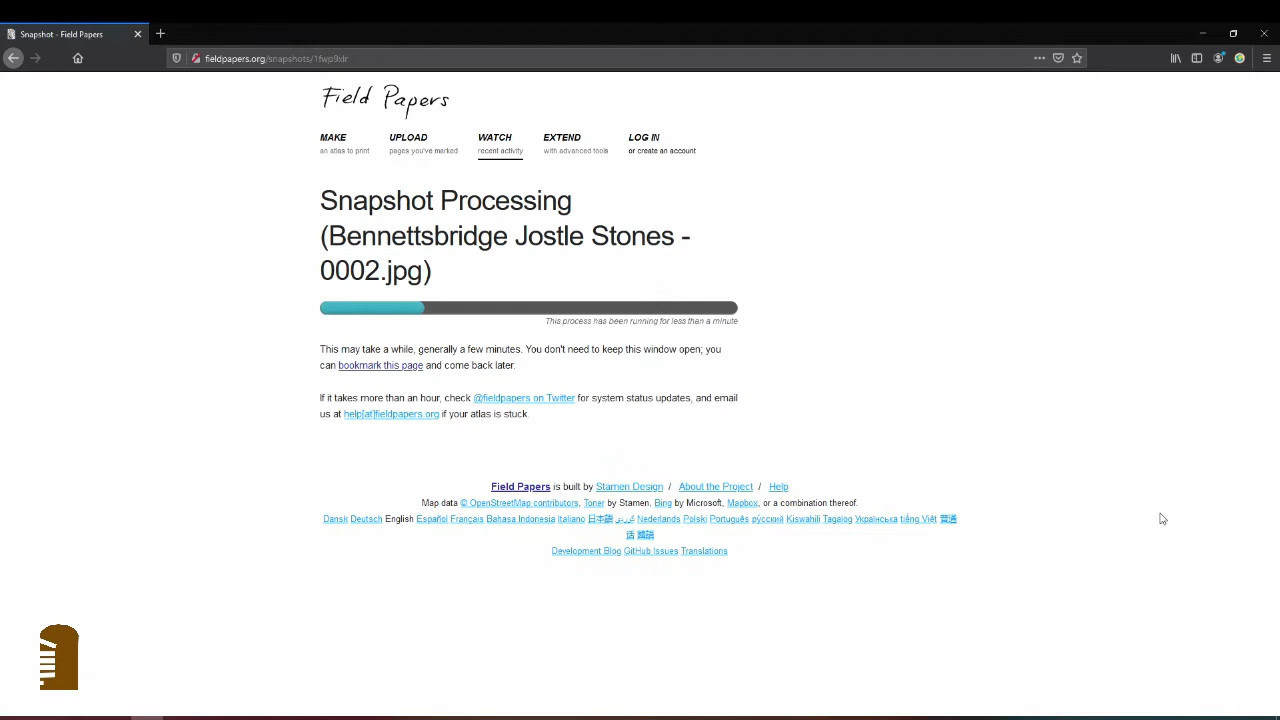 Snapshot - Field Papers
fieldpapers.org/snapshots/1fwp9xlr
Field Papers
MAKE UPLOAD WATCH EXTEND LOG IN
an atlas to print pages you've marked recent activity with advanced tools or create an account
Snapshot Processing
(Bennettsbridge Jostle Stones -
0002.jpg)
This process has been running for less than a minute
This may take a while, generally a few minutes. You don't need to keep this window open; you
can bookmark this page and come back later.
If it takes more than an hour, check @fieldpapers on Twitter for system status updates, and email
us at help[at]fieldpapers.org if your atlas is stuck.
Field Papers is built by Stamen Design / About the Project / Help
Map data © OpenStreetMap contributors, Toner by Stamen, Bing by Microsoft, Mapbox, or a combination thereof.
Dansk Deutsch English Español Français Bahasa Indonesia Italiano 日本語 Nederlands Polski Português русский Kiswahili Tagalog Українська tiếng Việt
Development Blog GitHub Issues Translations